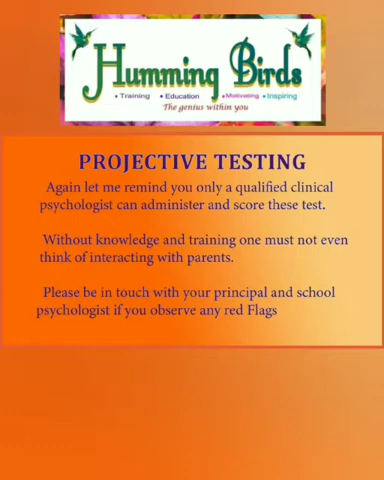 Humming Birds
• Training • Education • Motivating • Inspiring
The genius within you
PROJECTIVE TESTING
Again let me remind you only a qualified clinical
psychologist can administer and score these test.
Without knowledge and training one must not even
think of interacting with parents.
Please be in touch with your principal and school
psychologist if you observe any red Flags